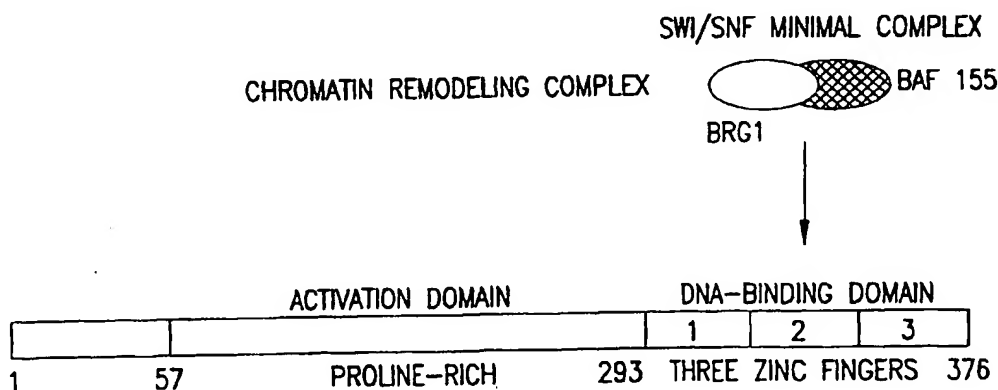 SWI/SNF MINIMAL COMPLEX
CHROMATIN REMODELING COMPLEX
BAF 155
BRG1
ACTIVATION DOMAIN
DNA-BINDING DOMAIN
1 2 3
1 57 PROLINE-RICH 293 THREE ZINC FINGERS 376